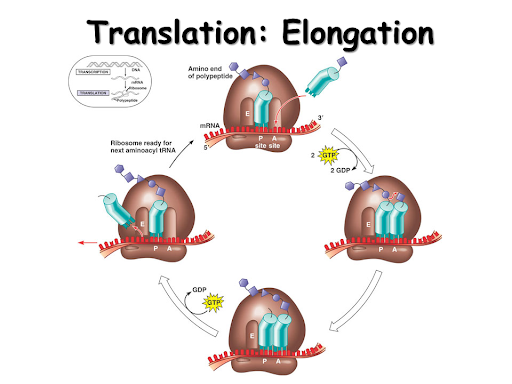 Translation: Elongation
TRANSCRIPTION
DNA
mRNA
Ribosome
TRANSLATION
Polypeptide
Amino end
of polypeptide
E
mRNA
3′
5′
P A
site site
Ribosome ready for
next aminoacyl tRNA
2 GTP
2 GDP
E
P A
E
P A
GDP
GTP
E
P A